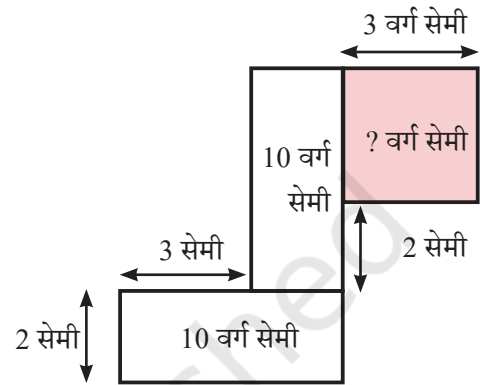 3 वर्ग सेमी
10 वर्ग
सेमी
? वर्ग सेमी
3 सेमी
2 सेमी
2 सेमी
10 वर्ग सेमी